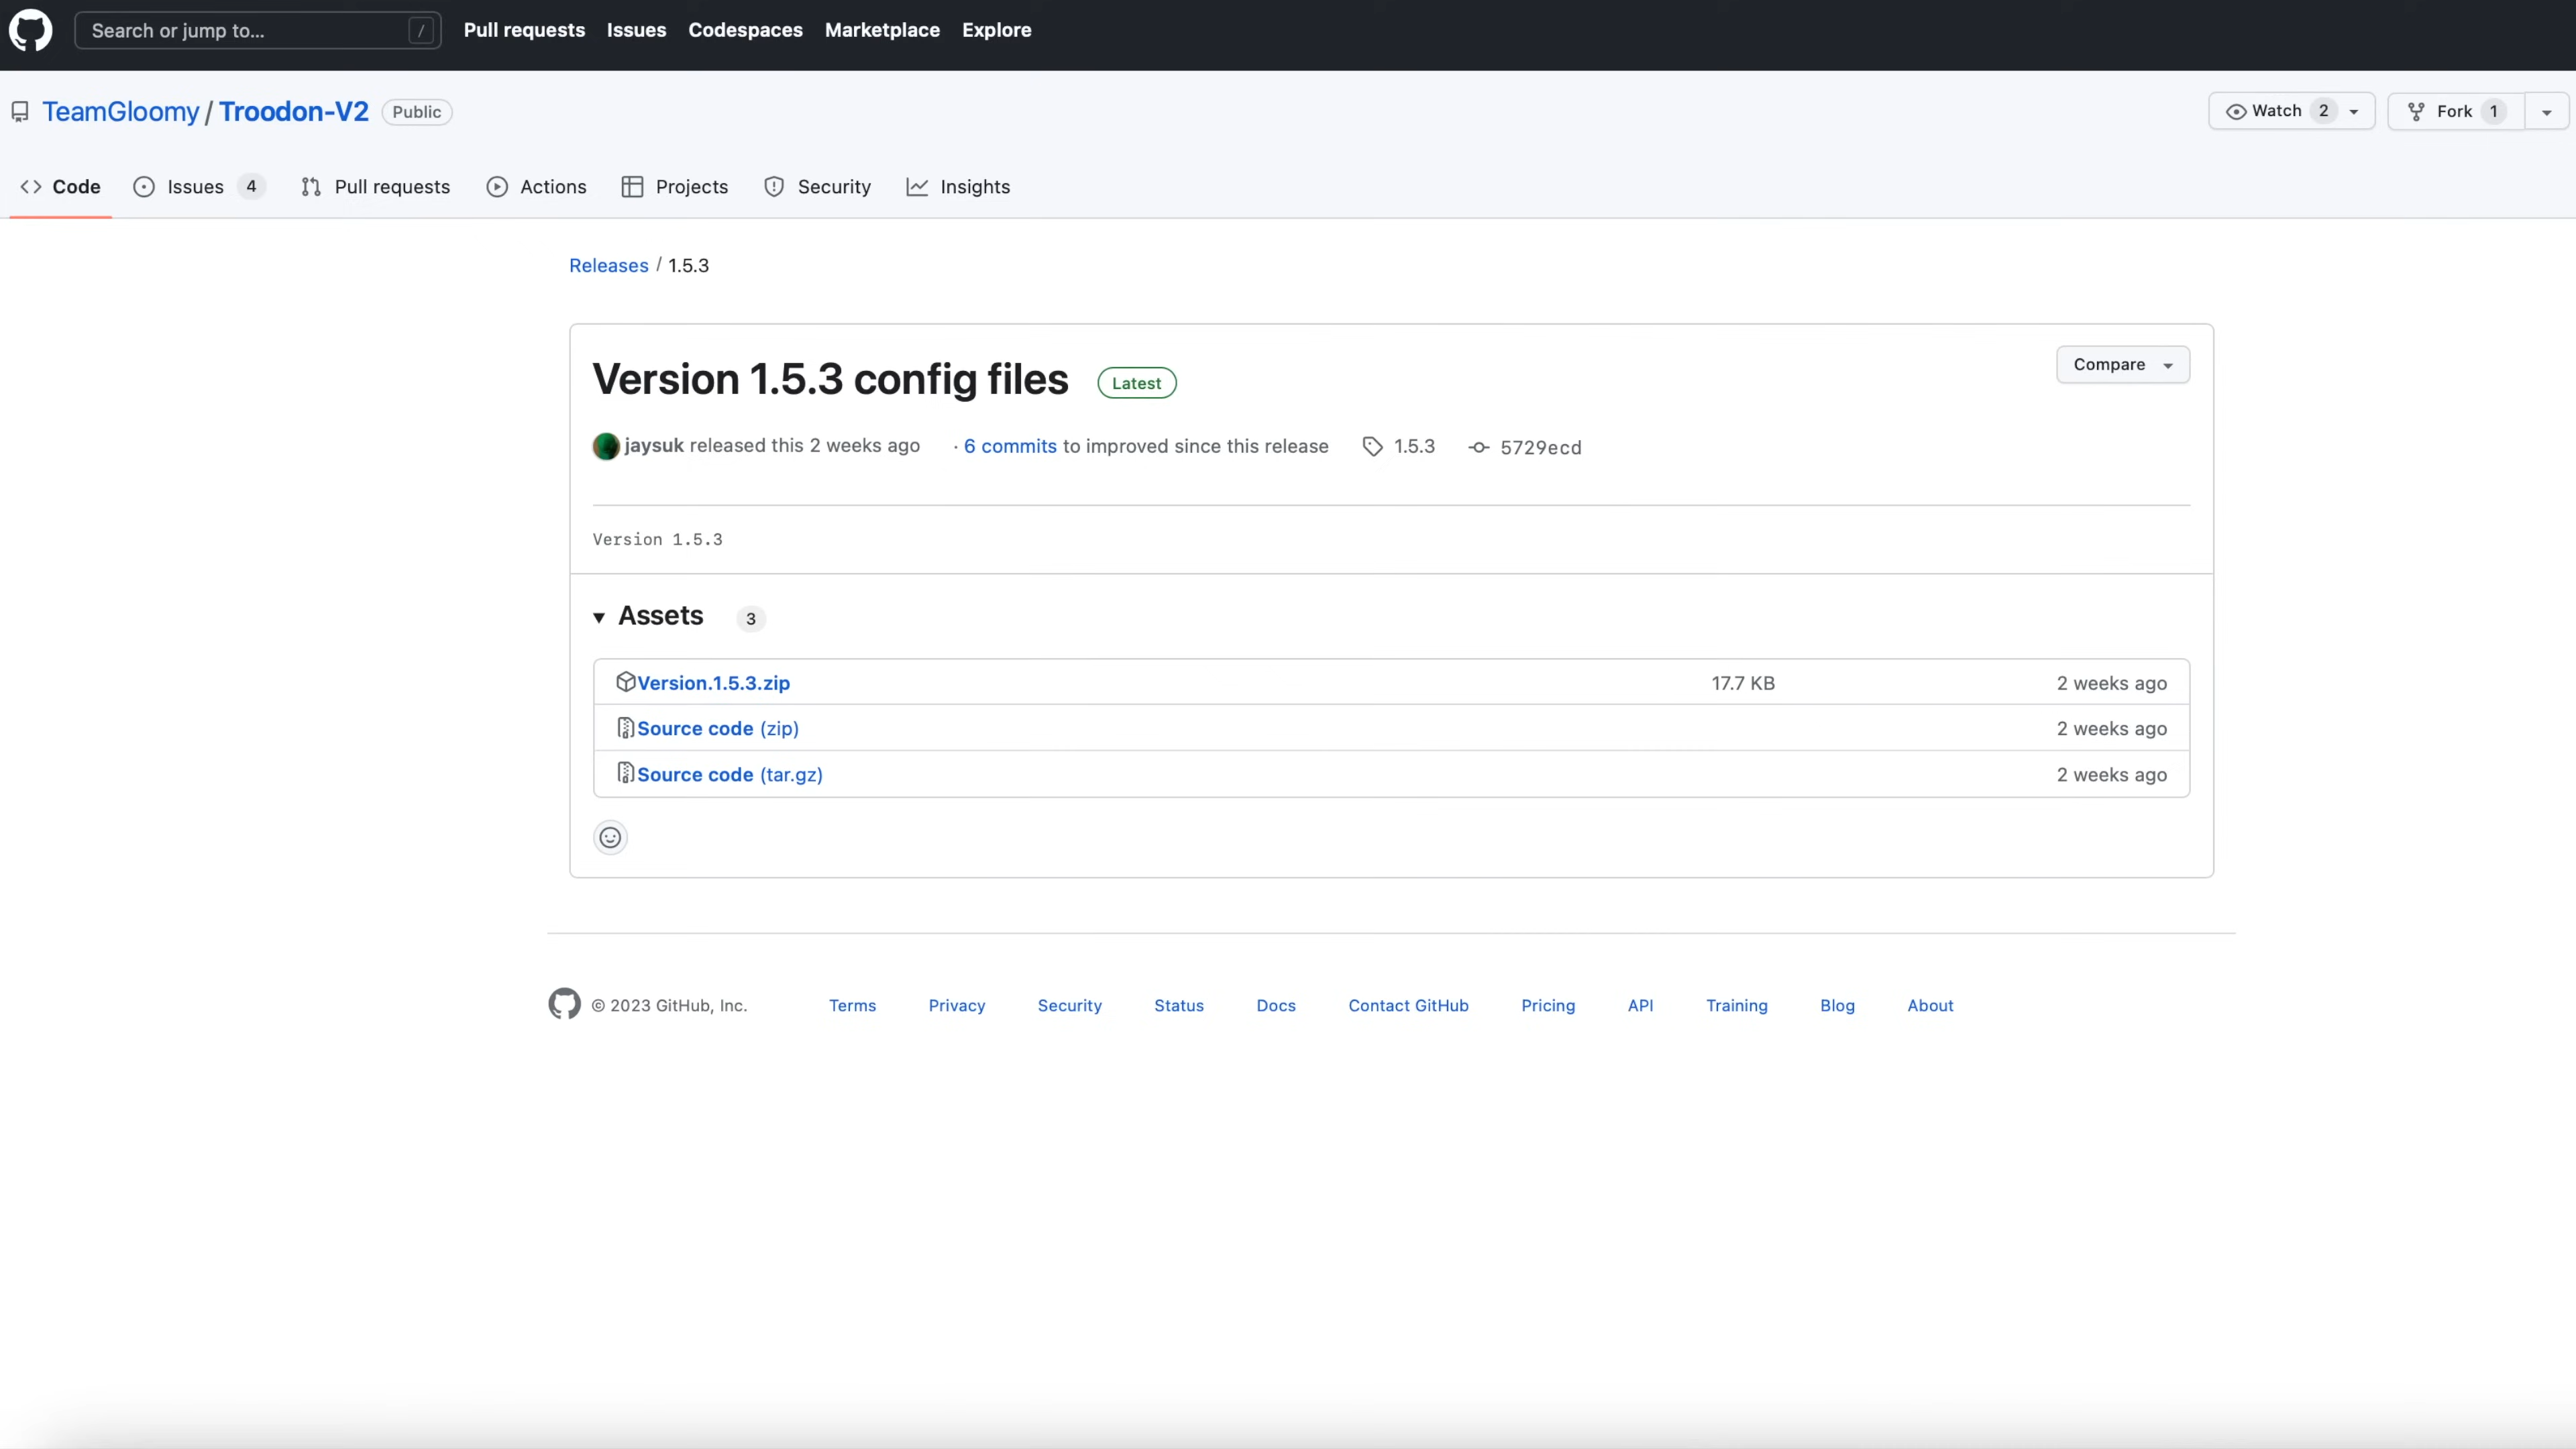 Search or jump to... /
Pull requests Issues Codespaces Marketplace Explore
TeamGloomy / Troodon-V2 Public
Watch 2
Fork 1
Code Issues 4 Pull requests Actions Projects Security Insights
Releases / 1.5.3
Version 1.5.3 config files Latest
Compare
jaysuk released this 2 weeks ago · 6 commits to improved since this release 1.5.3 5729ecd
Version 1.5.3
Assets 3
Version.1.5.3.zip 17.7 KB 2 weeks ago
Source code (zip) 2 weeks ago
Source code (tar.gz) 2 weeks ago
© 2023 GitHub, Inc. Terms Privacy Security Status Docs Contact GitHub Pricing API Training Blog About